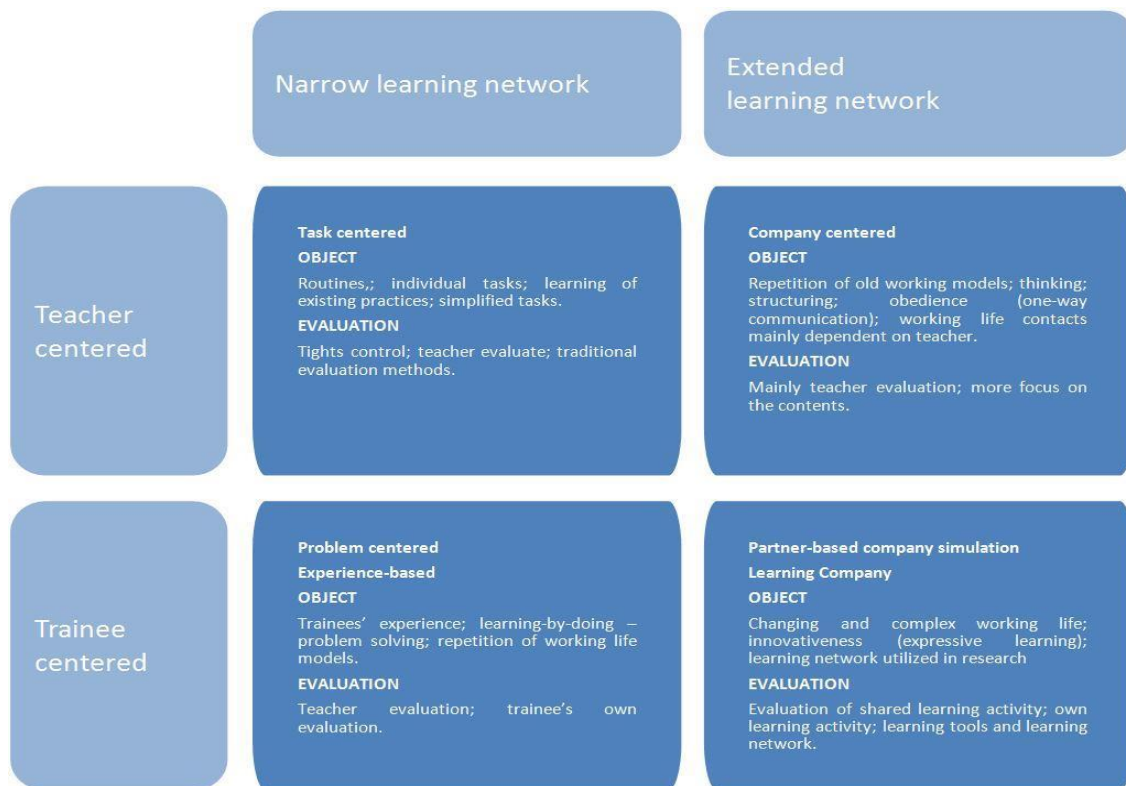 Narrow learning network
Extended
learning network
Teacher
centered
Task centered
OBJECT
Routines,; individual tasks; learning of
existing practices; simplified tasks.
EVALUATION
Tights control; teacher evaluate; traditional
evaluation methods.
Company centered
OBJECT
Repetition of old working models; thinking;
structuring; obedience (one-way
communication); working life contacts
mainly dependent on teacher.
EVALUATION
Mainly teacher evaluation; more focus on
the contents.
Trainee
centered
Problem centered
Experience-based
OBJECT
Trainees’ experience; learning-by-doing –
problem solving; repetition of working life
models.
EVALUATION
Teacher evaluation; trainee’s own
evaluation.
Partner-based company simulation
Learning Company
OBJECT
Changing and complex working life;
innovativeness (expressive learning);
learning network utilized in research
EVALUATION
Evaluation of shared learning activity; own
learning activity; learning tools and learning
network.